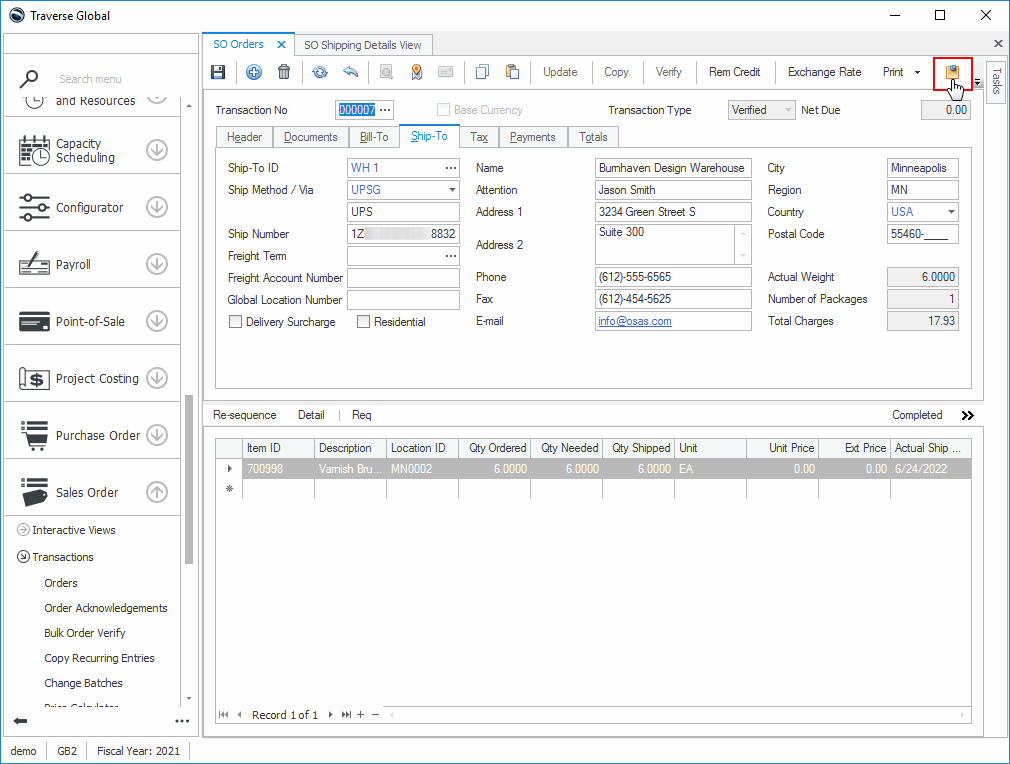 Traverse Global
SO Orders
SO Shipping Details View
Search menu
and Resources
Capacity
Scheduling
Configurator
Payroll
Point-of-Sale
Project Costing
Purchase Order
Sales Order
Interactive Views
Transactions
Orders
Order Acknowledgements
Bulk Order Verify
Copy Recurring Entries
Change Batches
Price Calculator
Update Copy Verify Rem Credit Exchange Rate Print
Tasks
Transaction No 000007 ··· Base Currency Transaction Type Verified Net Due 0.00
Header Documents Bill-To Ship-To Tax Payments Totals
Ship-To ID WH 1 ··· Name Burnhaven Design Warehouse City Minneapolis
Ship Method / Via UPSG Attention Jason Smith Region MN
UPS Address 1 3234 Green Street S Country USA
Ship Number 1Z 8832 Suite 300 Postal Code 55460-____
Address 2
Freight Term ···
Freight Account Number Phone (612)-555-6565 Actual Weight 6.0000
Global Location Number Fax (612)-454-5625 Number of Packages 1
Delivery Surcharge Residential E-mail info@osas.com Total Charges 17.93
Re-sequence Detail Req Completed
Item ID Description Location ID Qty Ordered Qty Needed Qty Shipped Unit Unit Price Ext Price Actual Ship ...
700998 Varnish Bru... MN0002 6.0000 6.0000 6.0000 EA 0.00 0.00 6/24/2022
Record 1 of 1
demo GB2 Fiscal Year: 2021